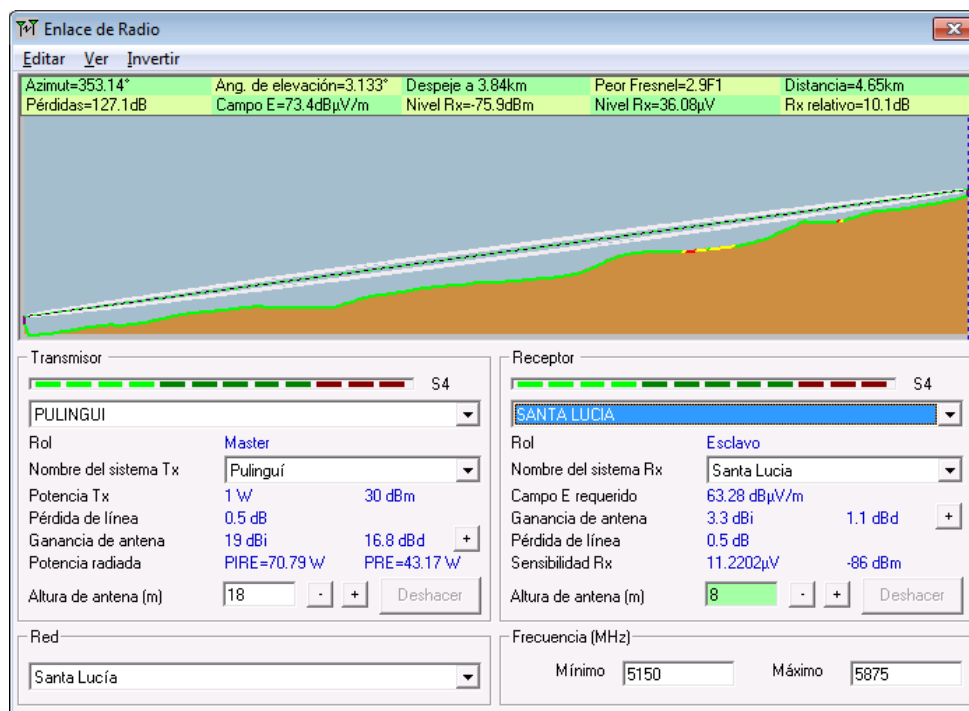 Enlace de Radio
Editar Ver Invertir
Azimut=353.14° Ang. de elevación=3.133° Despeje a 3.84km Peor Fresnel=2.9F1 Distancia=4.65km
Pérdidas=127.1dB Campo E=73.4dBµV/m Nivel Rx=-75.9dBm Nivel Rx=36.08µV Rx relativo=10.1dB
Transmisor
S4
PULINGUI
Rol Master
Nombre del sistema Tx Pulinguí
Potencia Tx 1 W 30 dBm
Pérdida de línea 0.5 dB
Ganancia de antena 19 dBi 16.8 dBd +
Potencia radiada PIRE=70.79 W PRE=43.17 W
Altura de antena (m) 18 - + Deshacer
Receptor
S4
SANTA LUCIA
Rol Esclavo
Nombre del sistema Rx Santa Lucia
Campo E requerido 63.28 dBµV/m
Ganancia de antena 3.3 dBi 1.1 dBd +
Pérdida de línea 0.5 dB
Sensibilidad Rx 11.2202µV -86 dBm
Altura de antena (m) 8 - + Deshacer
Red
Santa Lucía
Frecuencia (MHz)
Mínimo 5150 Máximo 5875